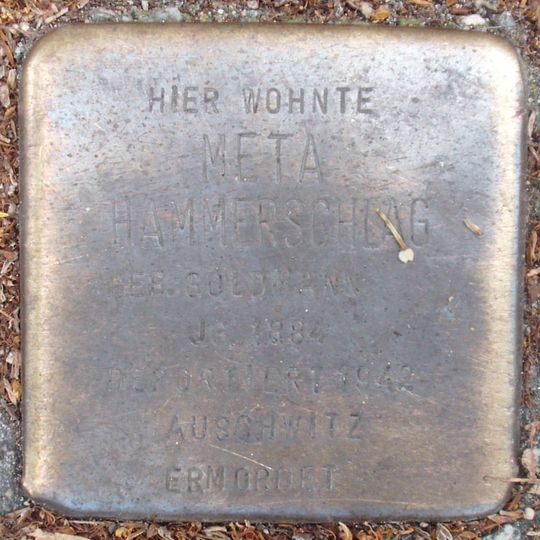 HIER WOHNTE
META
HAMMERSCHLAG
GEB. GOLDMANN
JG. 1884
DEPORTIERT 1942
AUSCHWITZ
ERMORDET